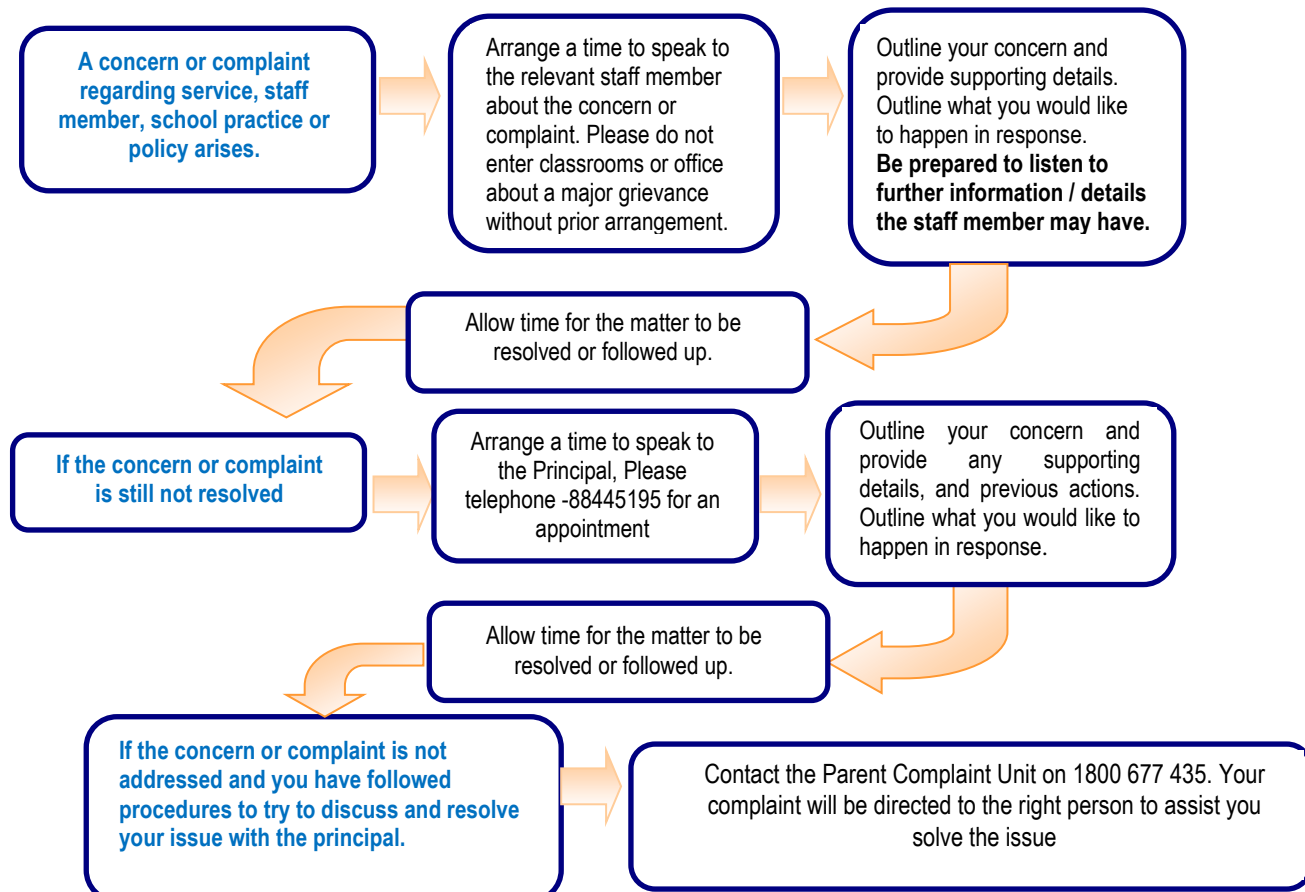 A concern or complaint
regarding service, staff
member, school practice or
policy arises.
Arrange a time to speak to
the relevant staff member
about the concern or
complaint. Please do not
enter classrooms or office
about a major grievance
without prior arrangement.
Outline your concern and
provide supporting details.
Outline what you would like
to happen in response.
Be prepared to listen to
further information / details
the staff member may have.
Allow time for the matter to be
resolved or followed up.
If the concern or complaint
is still not resolved
Arrange a time to speak to
the Principal, Please
telephone -88445195 for an
appointment
Outline your concern and
provide any supporting
details, and previous actions.
Outline what you would like to
happen in response.
Allow time for the matter to be
resolved or followed up.
If the concern or complaint is not
addressed and you have followed
procedures to try to discuss and resolve
your issue with the principal.
Contact the Parent Complaint Unit on 1800 677 435. Your
complaint will be directed to the right person to assist you
solve the issue